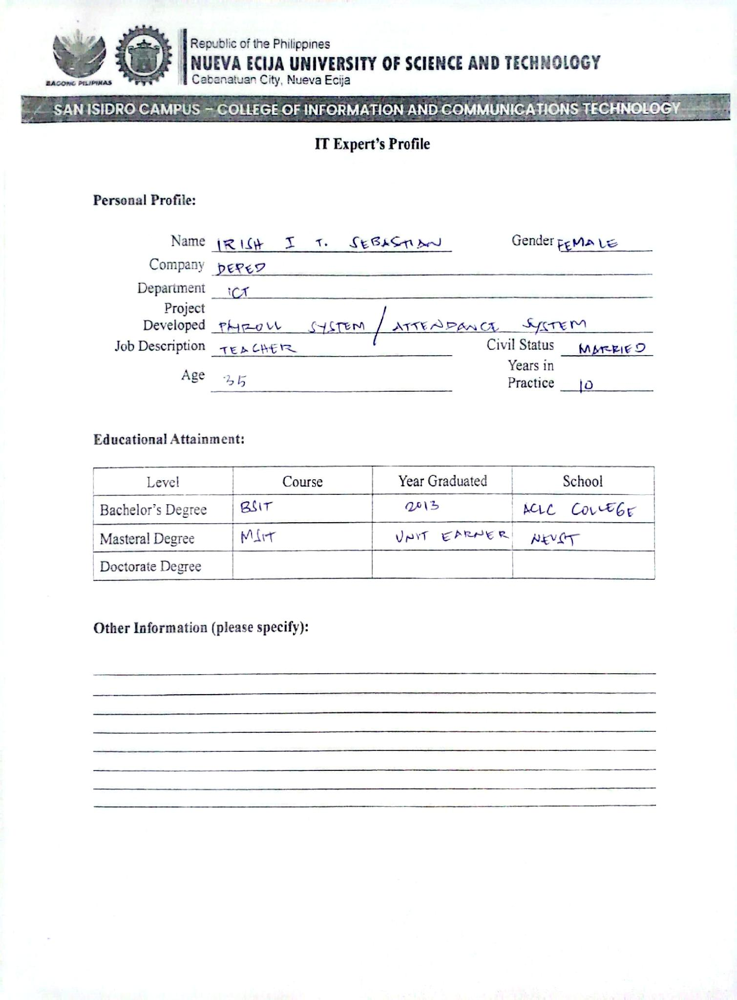 BAGONG PILIPINAS
Republic of the Philippines
NUEVA ECIJA UNIVERSITY OF SCIENCE AND TECHNOLOGY
Cabanatuan City, Nueva Ecija
SAN ISIDRO CAMPUS – COLLEGE OF INFORMATION AND COMMUNICATIONS TECHNOLOGY
IT Expert's Profile
Personal Profile:
Name IRISH I T. SEBASTIAN Gender FEMALE
Company DEPED
Department ICT
Project
Developed PAYROLL SYSTEM / ATTENDANCE SYSTEM
Job Description TEACHER Civil Status MARRIED
Age 35 Years in
Practice 10
Educational Attainment:
Level Course Year Graduated School
Bachelor's Degree BSIT 2013 ACLC COLLEGE
Masteral Degree MSIT UNIT EARNER NEUST
Doctorate Degree
Other Information (please specify):